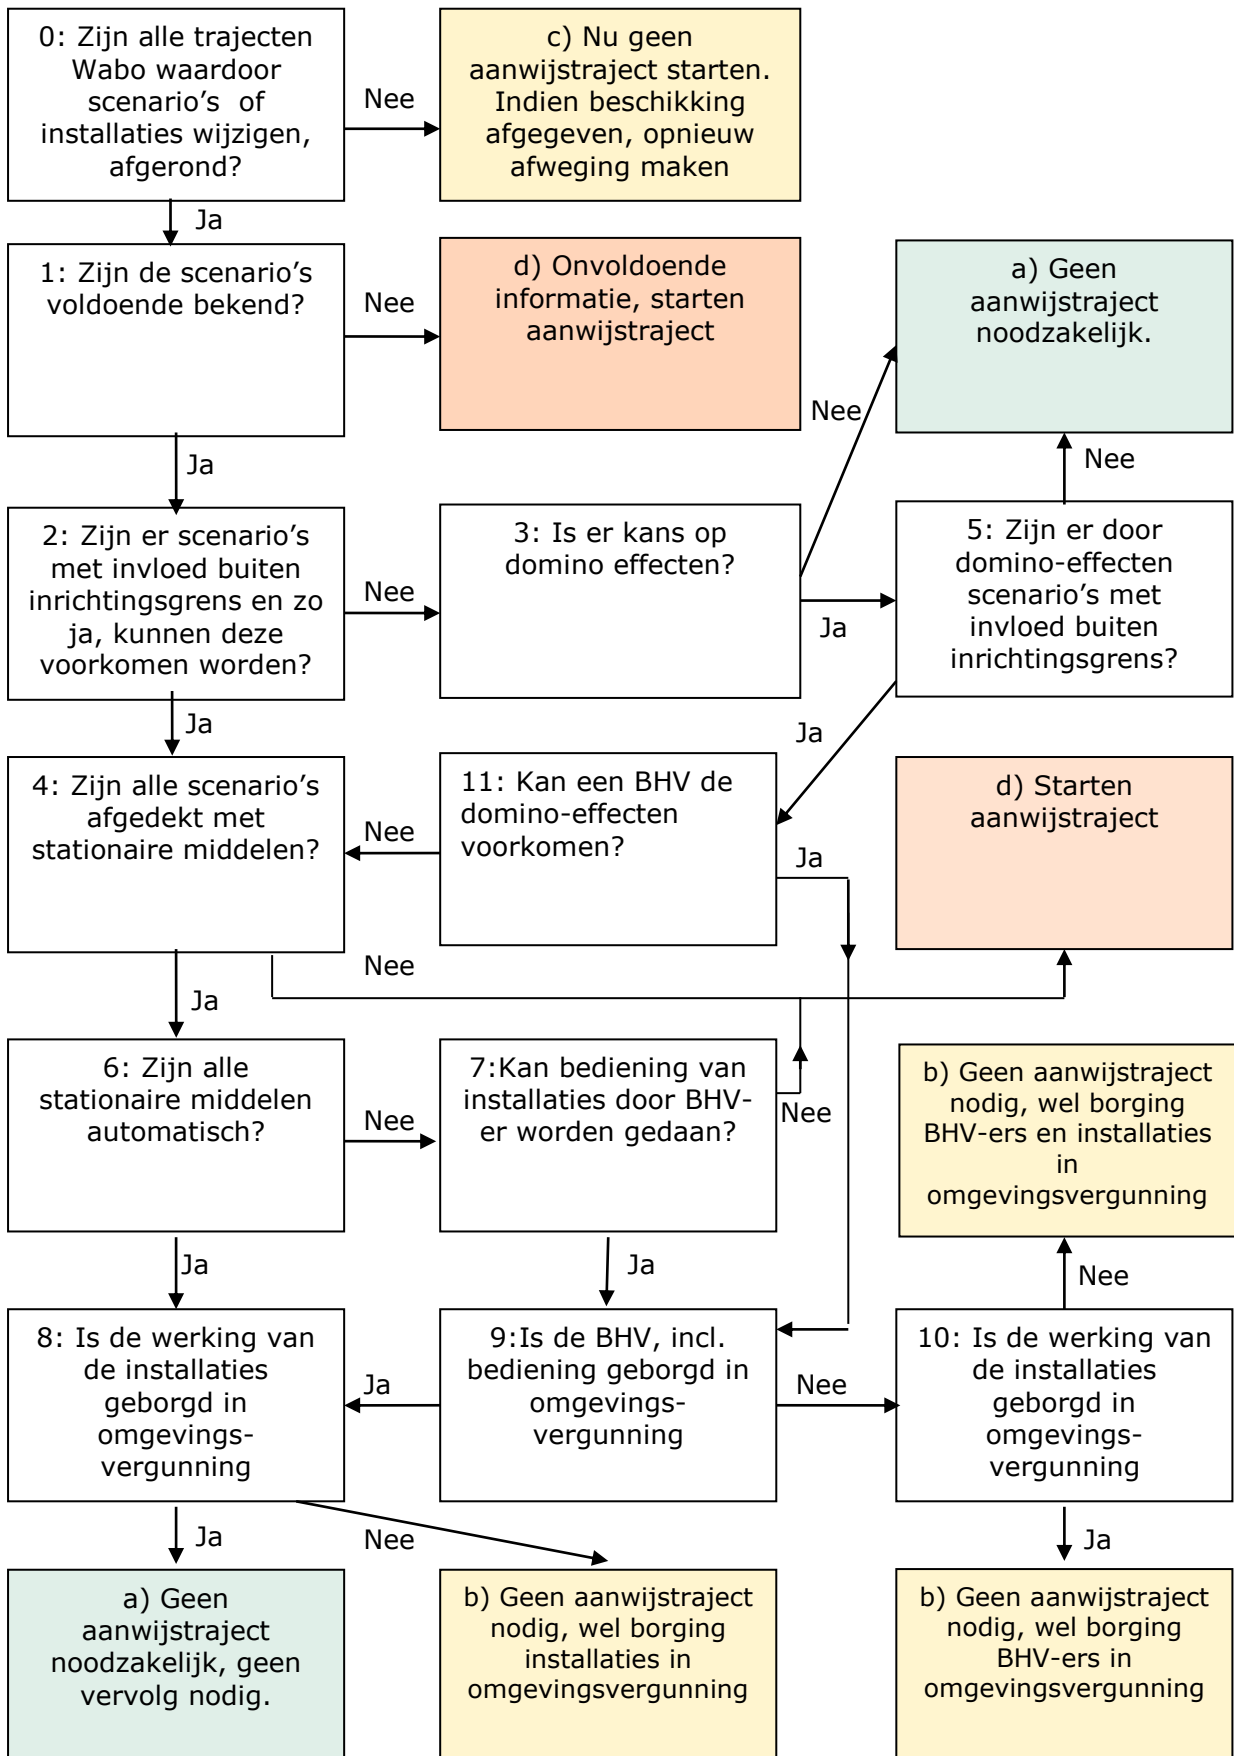 0: Zijn alle trajecten
Wabo waardoor
scenario's of
installaties wijzigen,
afgerond?
Nee
c) Nu geen
aanwijstraject starten.
Indien beschikking
afgegeven, opnieuw
afweging maken
Ja
1: Zijn de scenario's
voldoende bekend?
Nee
d) Onvoldoende
informatie, starten
aanwijstraject
a) Geen
aanwijstraject
noodzakelijk.
Ja
Nee
Nee
2: Zijn er scenario's
met invloed buiten
inrichtingsgrens en zo
ja, kunnen deze
voorkomen worden?
Nee
3: Is er kans op
domino effecten?
Ja
5: Zijn er door
domino-effecten
scenario's met
invloed buiten
inrichtingsgrens?
Ja
Ja
4: Zijn alle scenario's
afgedekt met
stationaire middelen?
Nee
11: Kan een BHV de
domino-effecten
voorkomen?
Ja
d) Starten
aanwijstraject
Nee
Ja
6: Zijn alle
stationaire middelen
automatisch?
Nee
7:Kan bediening van
installaties door BHV-
er worden gedaan?
Nee
b) Geen aanwijstraject
nodig, wel borging
BHV-ers en installaties
in
omgevingsvergunning
Ja
Ja
Nee
8: Is de werking van
de installaties
geborgd in
omgevings-
vergunning
Ja
9:Is de BHV, incl.
bediening geborgd in
omgevings-
vergunning
Nee
10: Is de werking van
de installaties
geborgd in
omgevings-
vergunning
Ja
Nee
Ja
a) Geen
aanwijstraject
noodzakelijk, geen
vervolg nodig.
b) Geen aanwijstraject
nodig, wel borging
installaties in
omgevingsvergunning
b) Geen aanwijstraject
nodig, wel borging
BHV-ers in
omgevingsvergunning